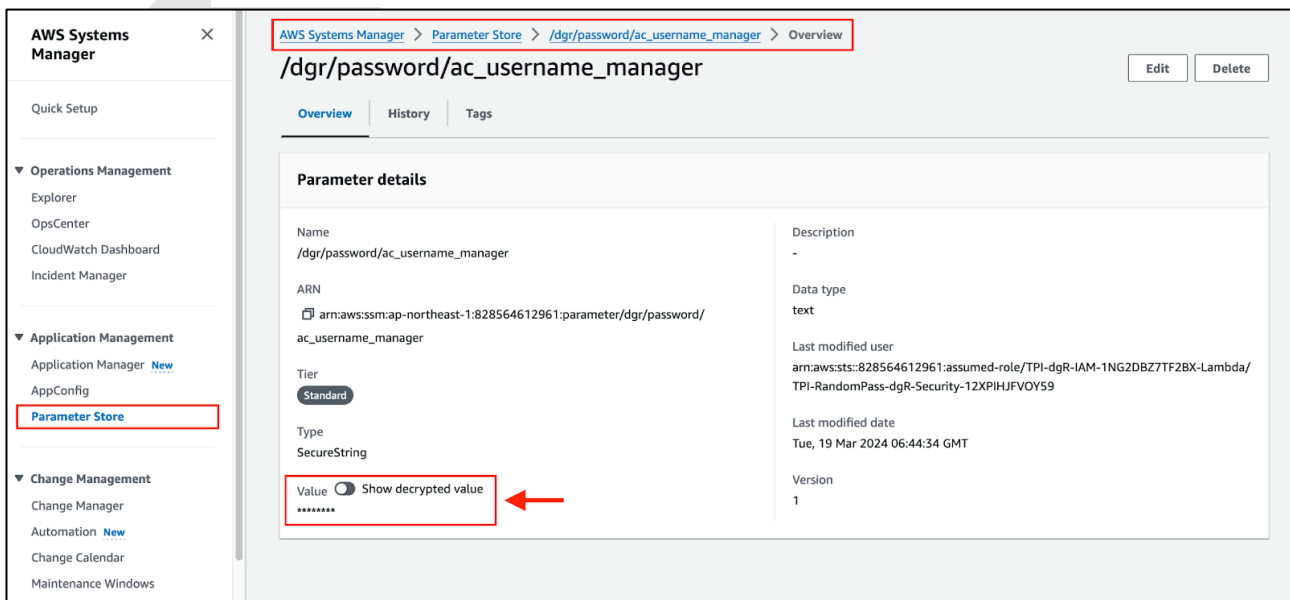 AWS Systems Manager
Quick Setup
Operations Management
Explorer
OpsCenter
CloudWatch Dashboard
Incident Manager
Application Management
Application Manager New
AppConfig
Parameter Store
Change Management
Change Manager
Automation New
Change Calendar
Maintenance Windows
AWS Systems Manager > Parameter Store > /dgr/password/ac_username_manager > Overview
/dgr/password/ac_username_manager
Edit
Delete
Overview
History
Tags
Parameter details
Name
/dgr/password/ac_username_manager
ARN
arn:aws:ssm:ap-northeast-1:828564612961:parameter/dgr/password/
ac_username_manager
Tier
Standard
Type
SecureString
Value Show decrypted value
********
Description
-
Data type
text
Last modified user
arn:aws:sts::828564612961:assumed-role/TPI-dgR-IAM-1NG2DBZ7TF2BX-Lambda/
TPI-RandomPass-dgR-Security-12XPIHJFVOY59
Last modified date
Tue, 19 Mar 2024 06:44:34 GMT
Version
1